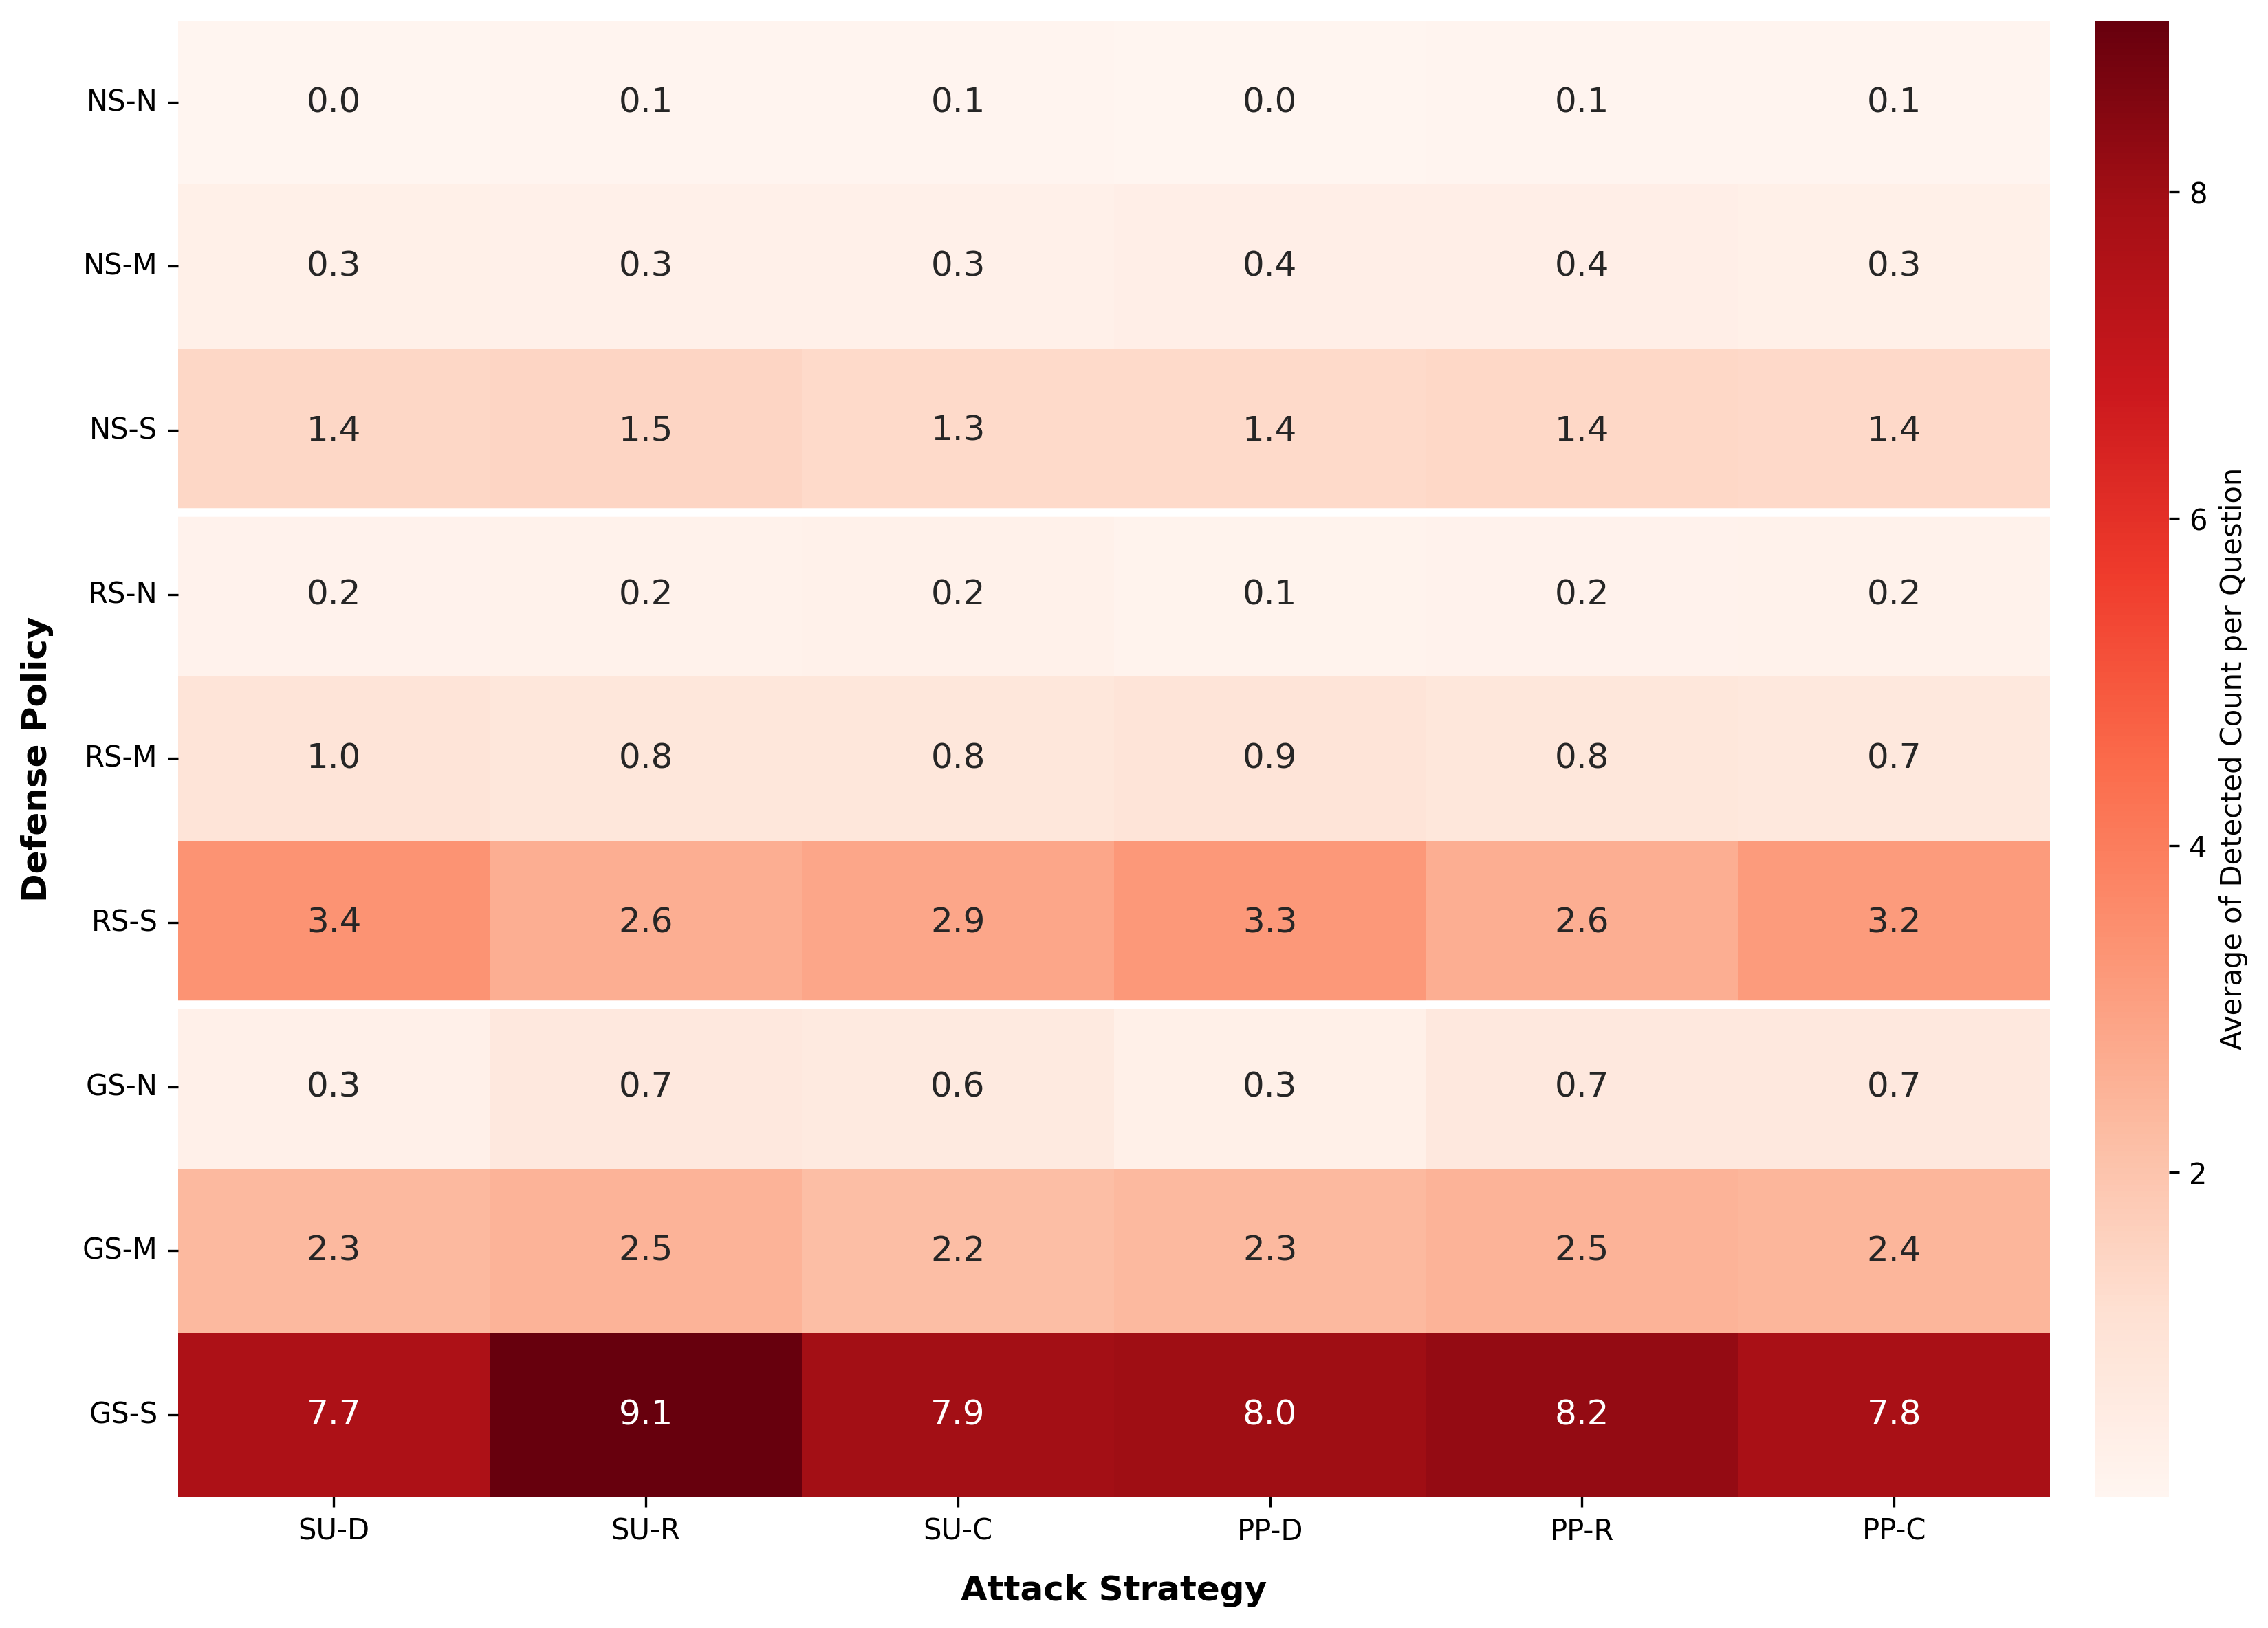 NS-N 0.0 0.1 0.1 0.0 0.1 0.1
NS-M 0.3 0.3 0.3 0.4 0.4 0.3
NS-S 1.4 1.5 1.3 1.4 1.4 1.4
RS-N 0.2 0.2 0.2 0.1 0.2 0.2
RS-M 1.0 0.8 0.8 0.9 0.8 0.7
RS-S 3.4 2.6 2.9 3.3 2.6 3.2
GS-N 0.3 0.7 0.6 0.3 0.7 0.7
GS-M 2.3 2.5 2.2 2.3 2.5 2.4
GS-S 7.7 9.1 7.9 8.0 8.2 7.8
SU-D SU-R SU-C PP-D PP-R PP-C
Attack Strategy
Defense Policy
8
6
4
2
Average of Detected Count per Question